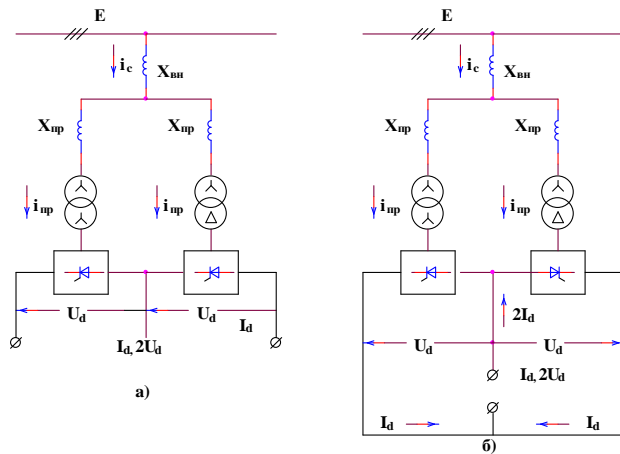 E
i_c
X_вн
X_пр
X_пр
i_пр
i_пр
U_d
U_d
I_d
I_d, 2U_d
а)
E
i_c
X_вн
X_пр
X_пр
i_пр
i_пр
2I_d
U_d
U_d
I_d, 2U_d
I_d
I_d
б)